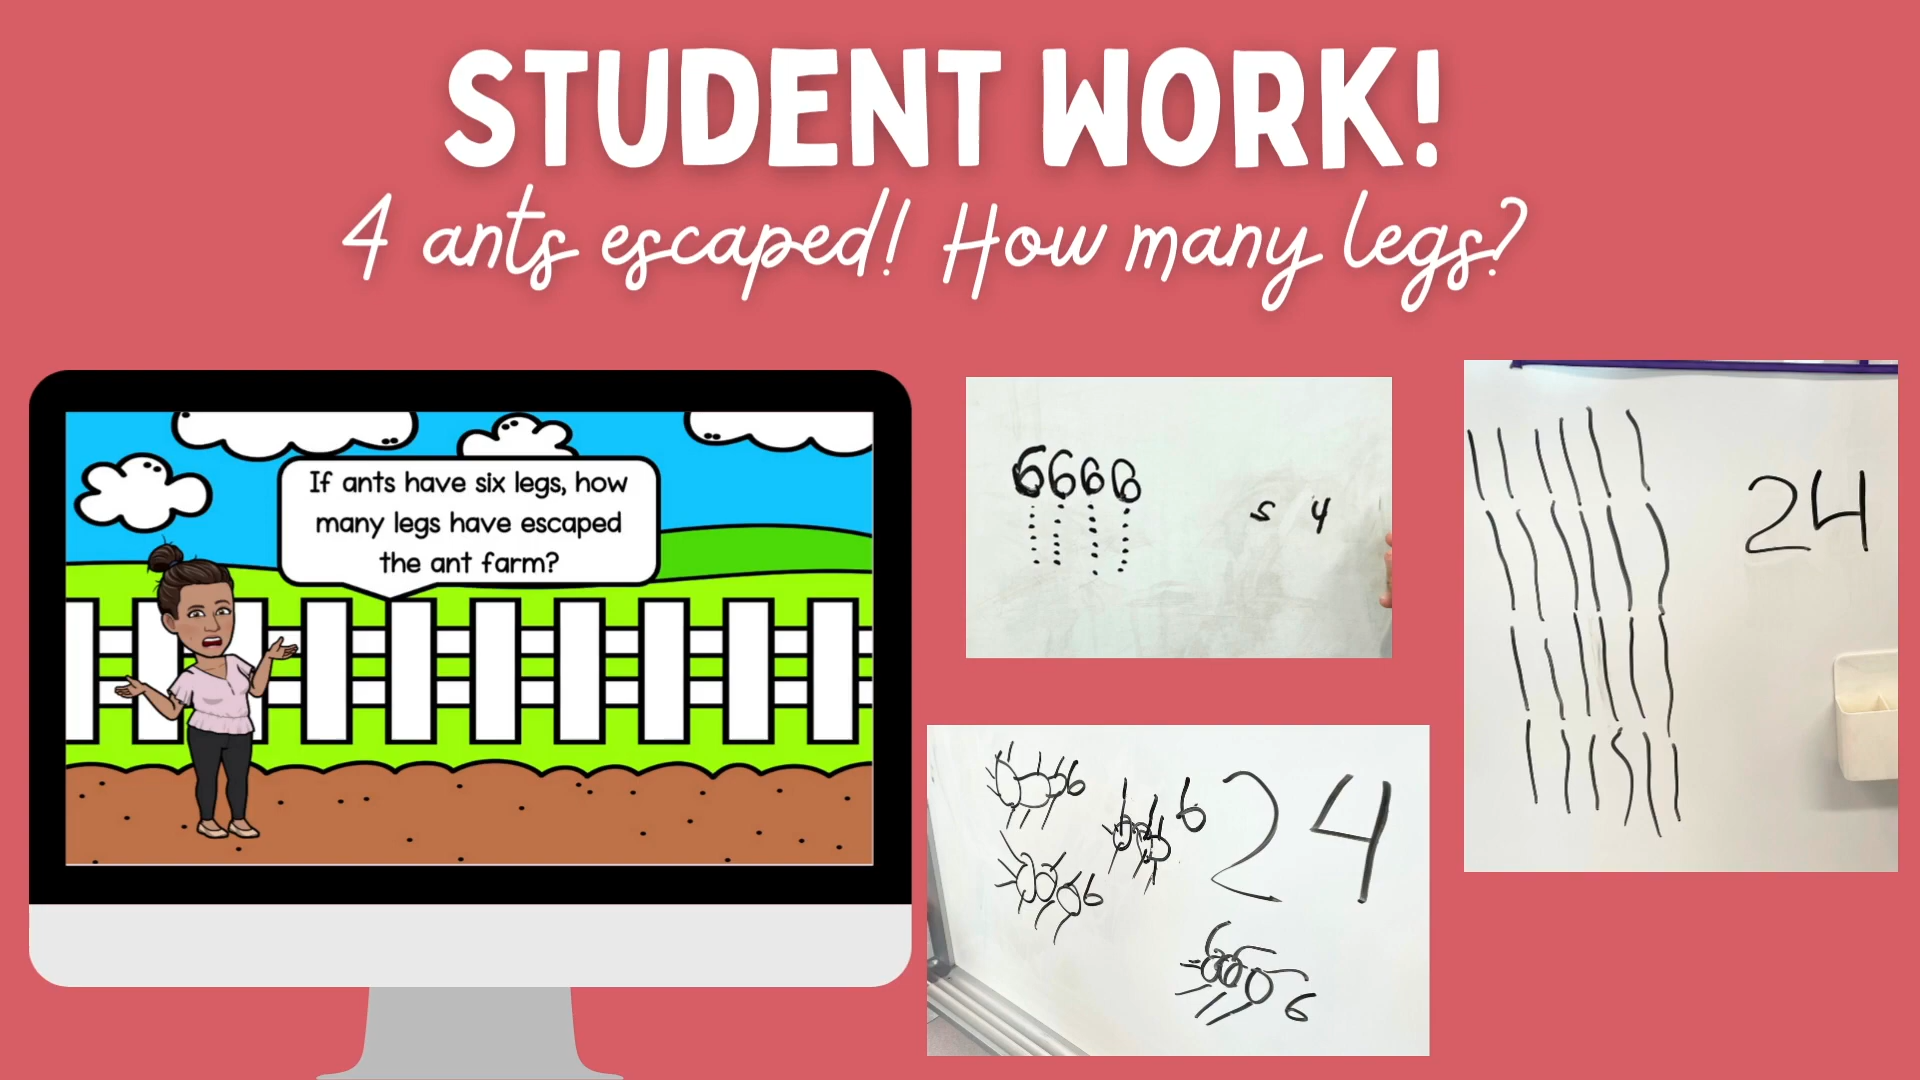 STUDENT WORK!
4 ants escaped! How many legs?
If ants have six legs, how
many legs have escaped
the ant farm?
6666
s 4
24
6
6
6
24
6